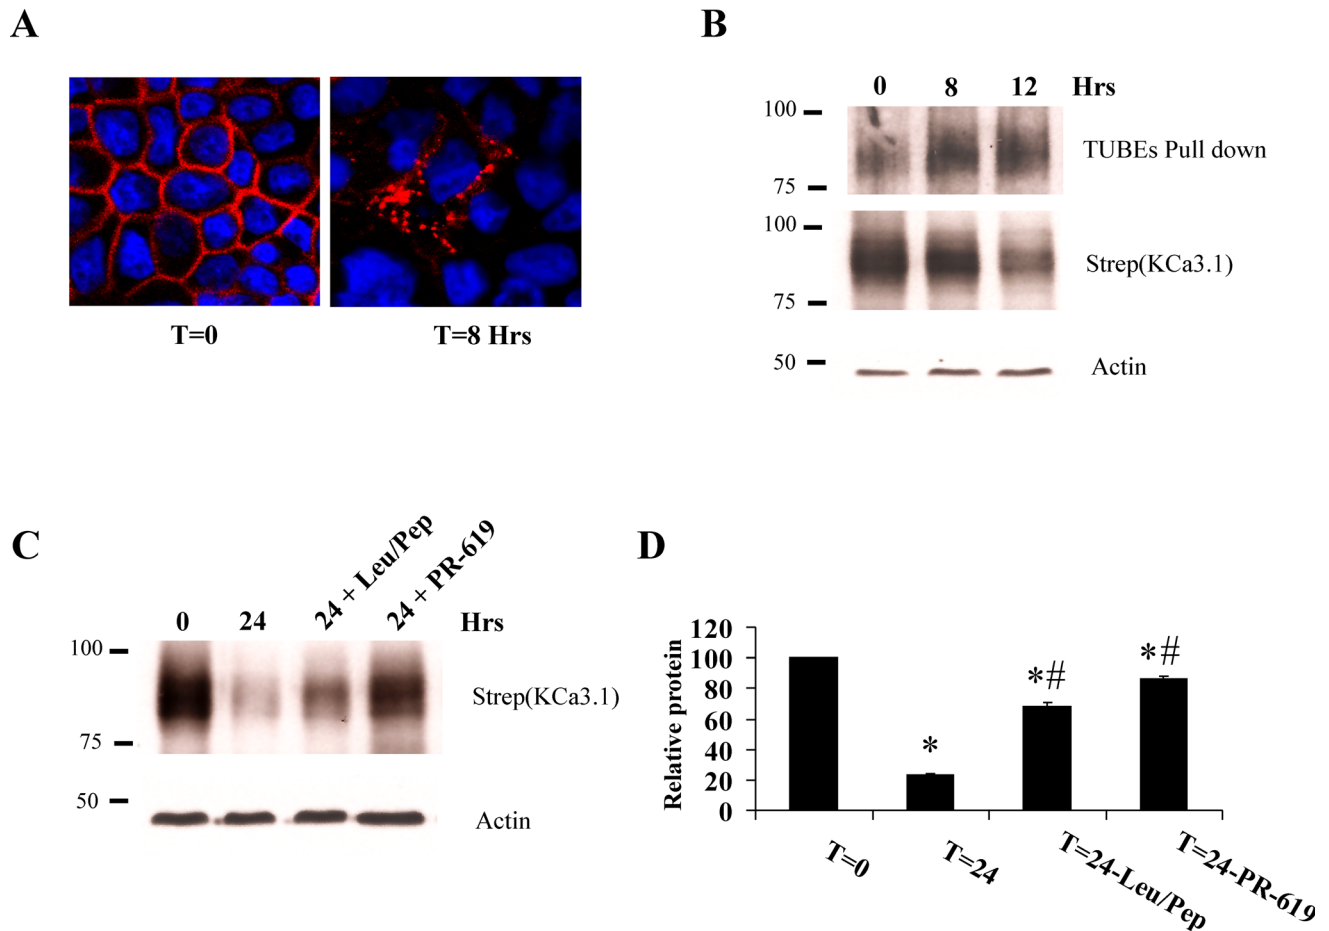 A
T=0 T=8 Hrs
B
0 8 12 Hrs
100
TUBEs Pull down
75
100
Strep(KCa3.1)
75
50
Actin
C
0 24 24 + Leu/Pep 24 + PR-619 Hrs
100
Strep(KCa3.1)
75
50
Actin
D
Relative protein
120
100
80
60
40
20
0
*
*#
*#
T=0
T=24
T=24-Leu/Pep
T=24-PR-619